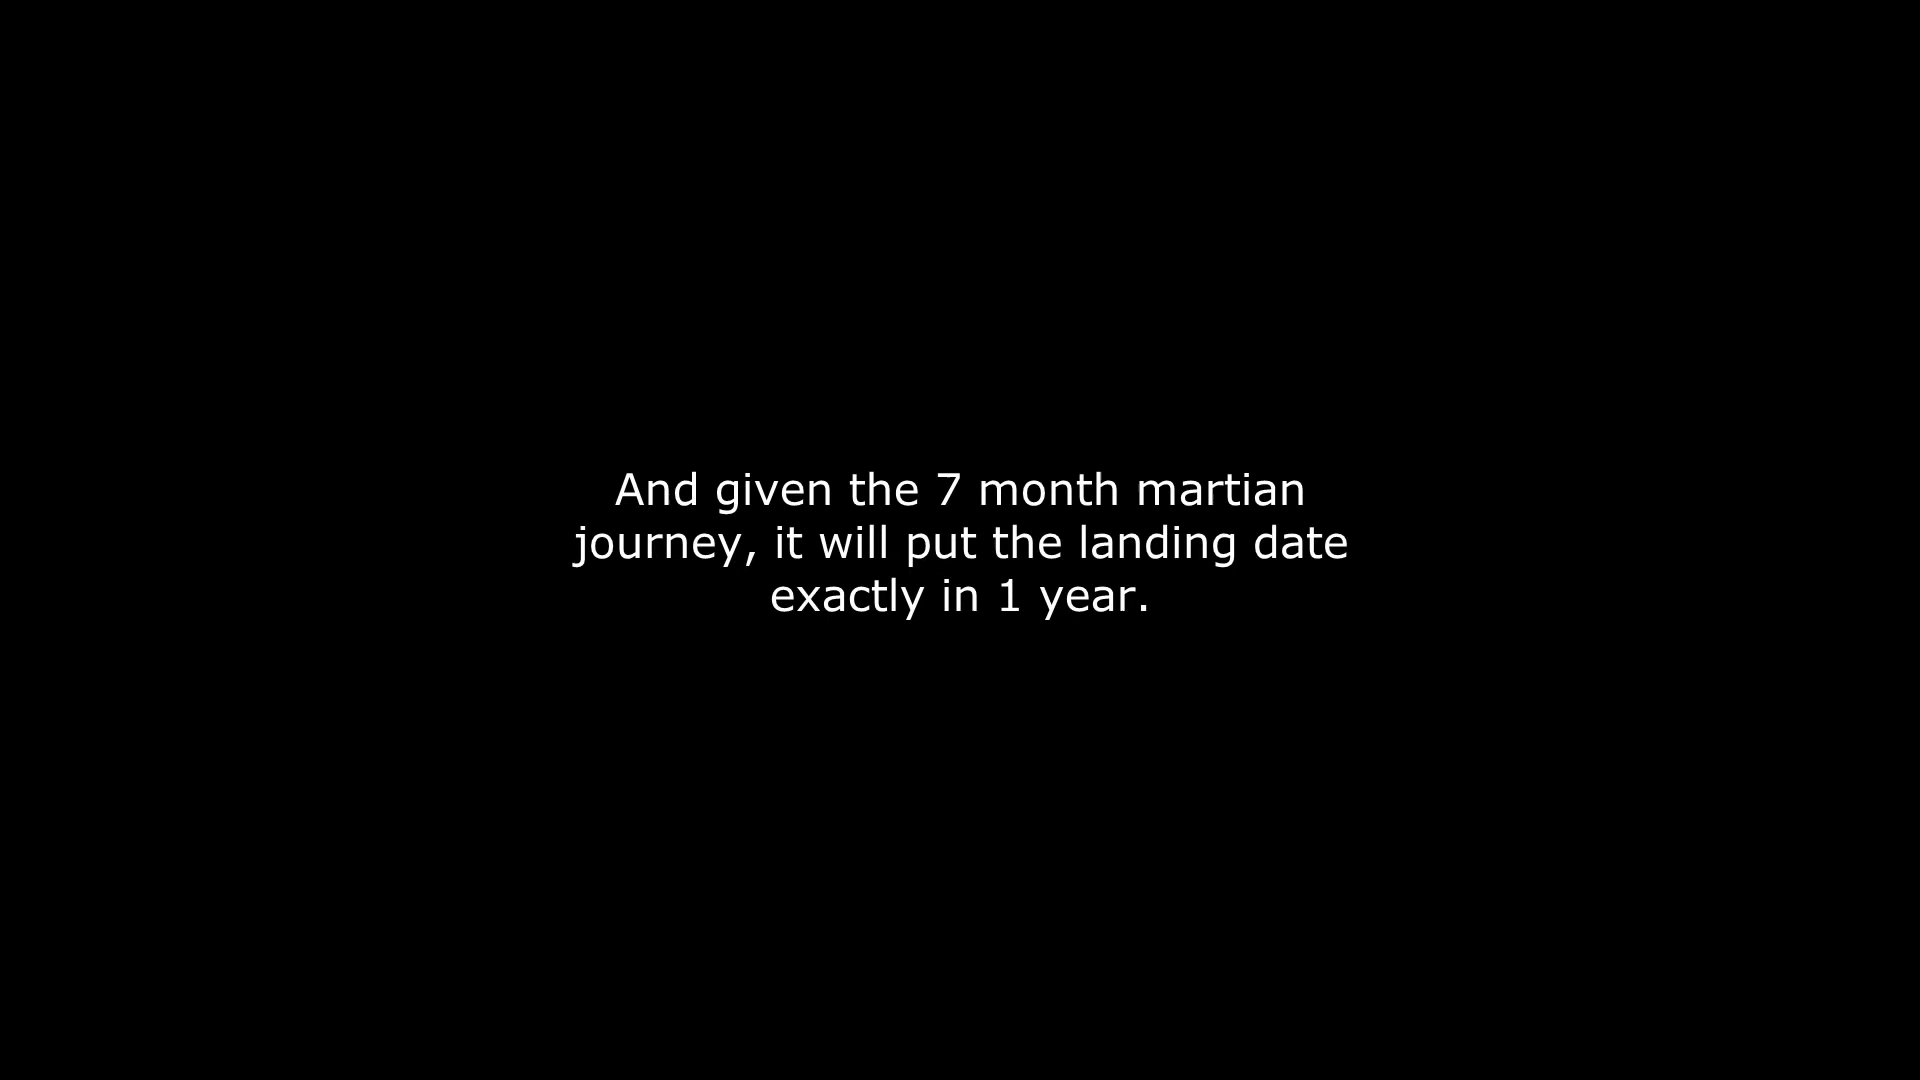 And given the 7 month martian
journey, it will put the landing date
exactly in 1 year.